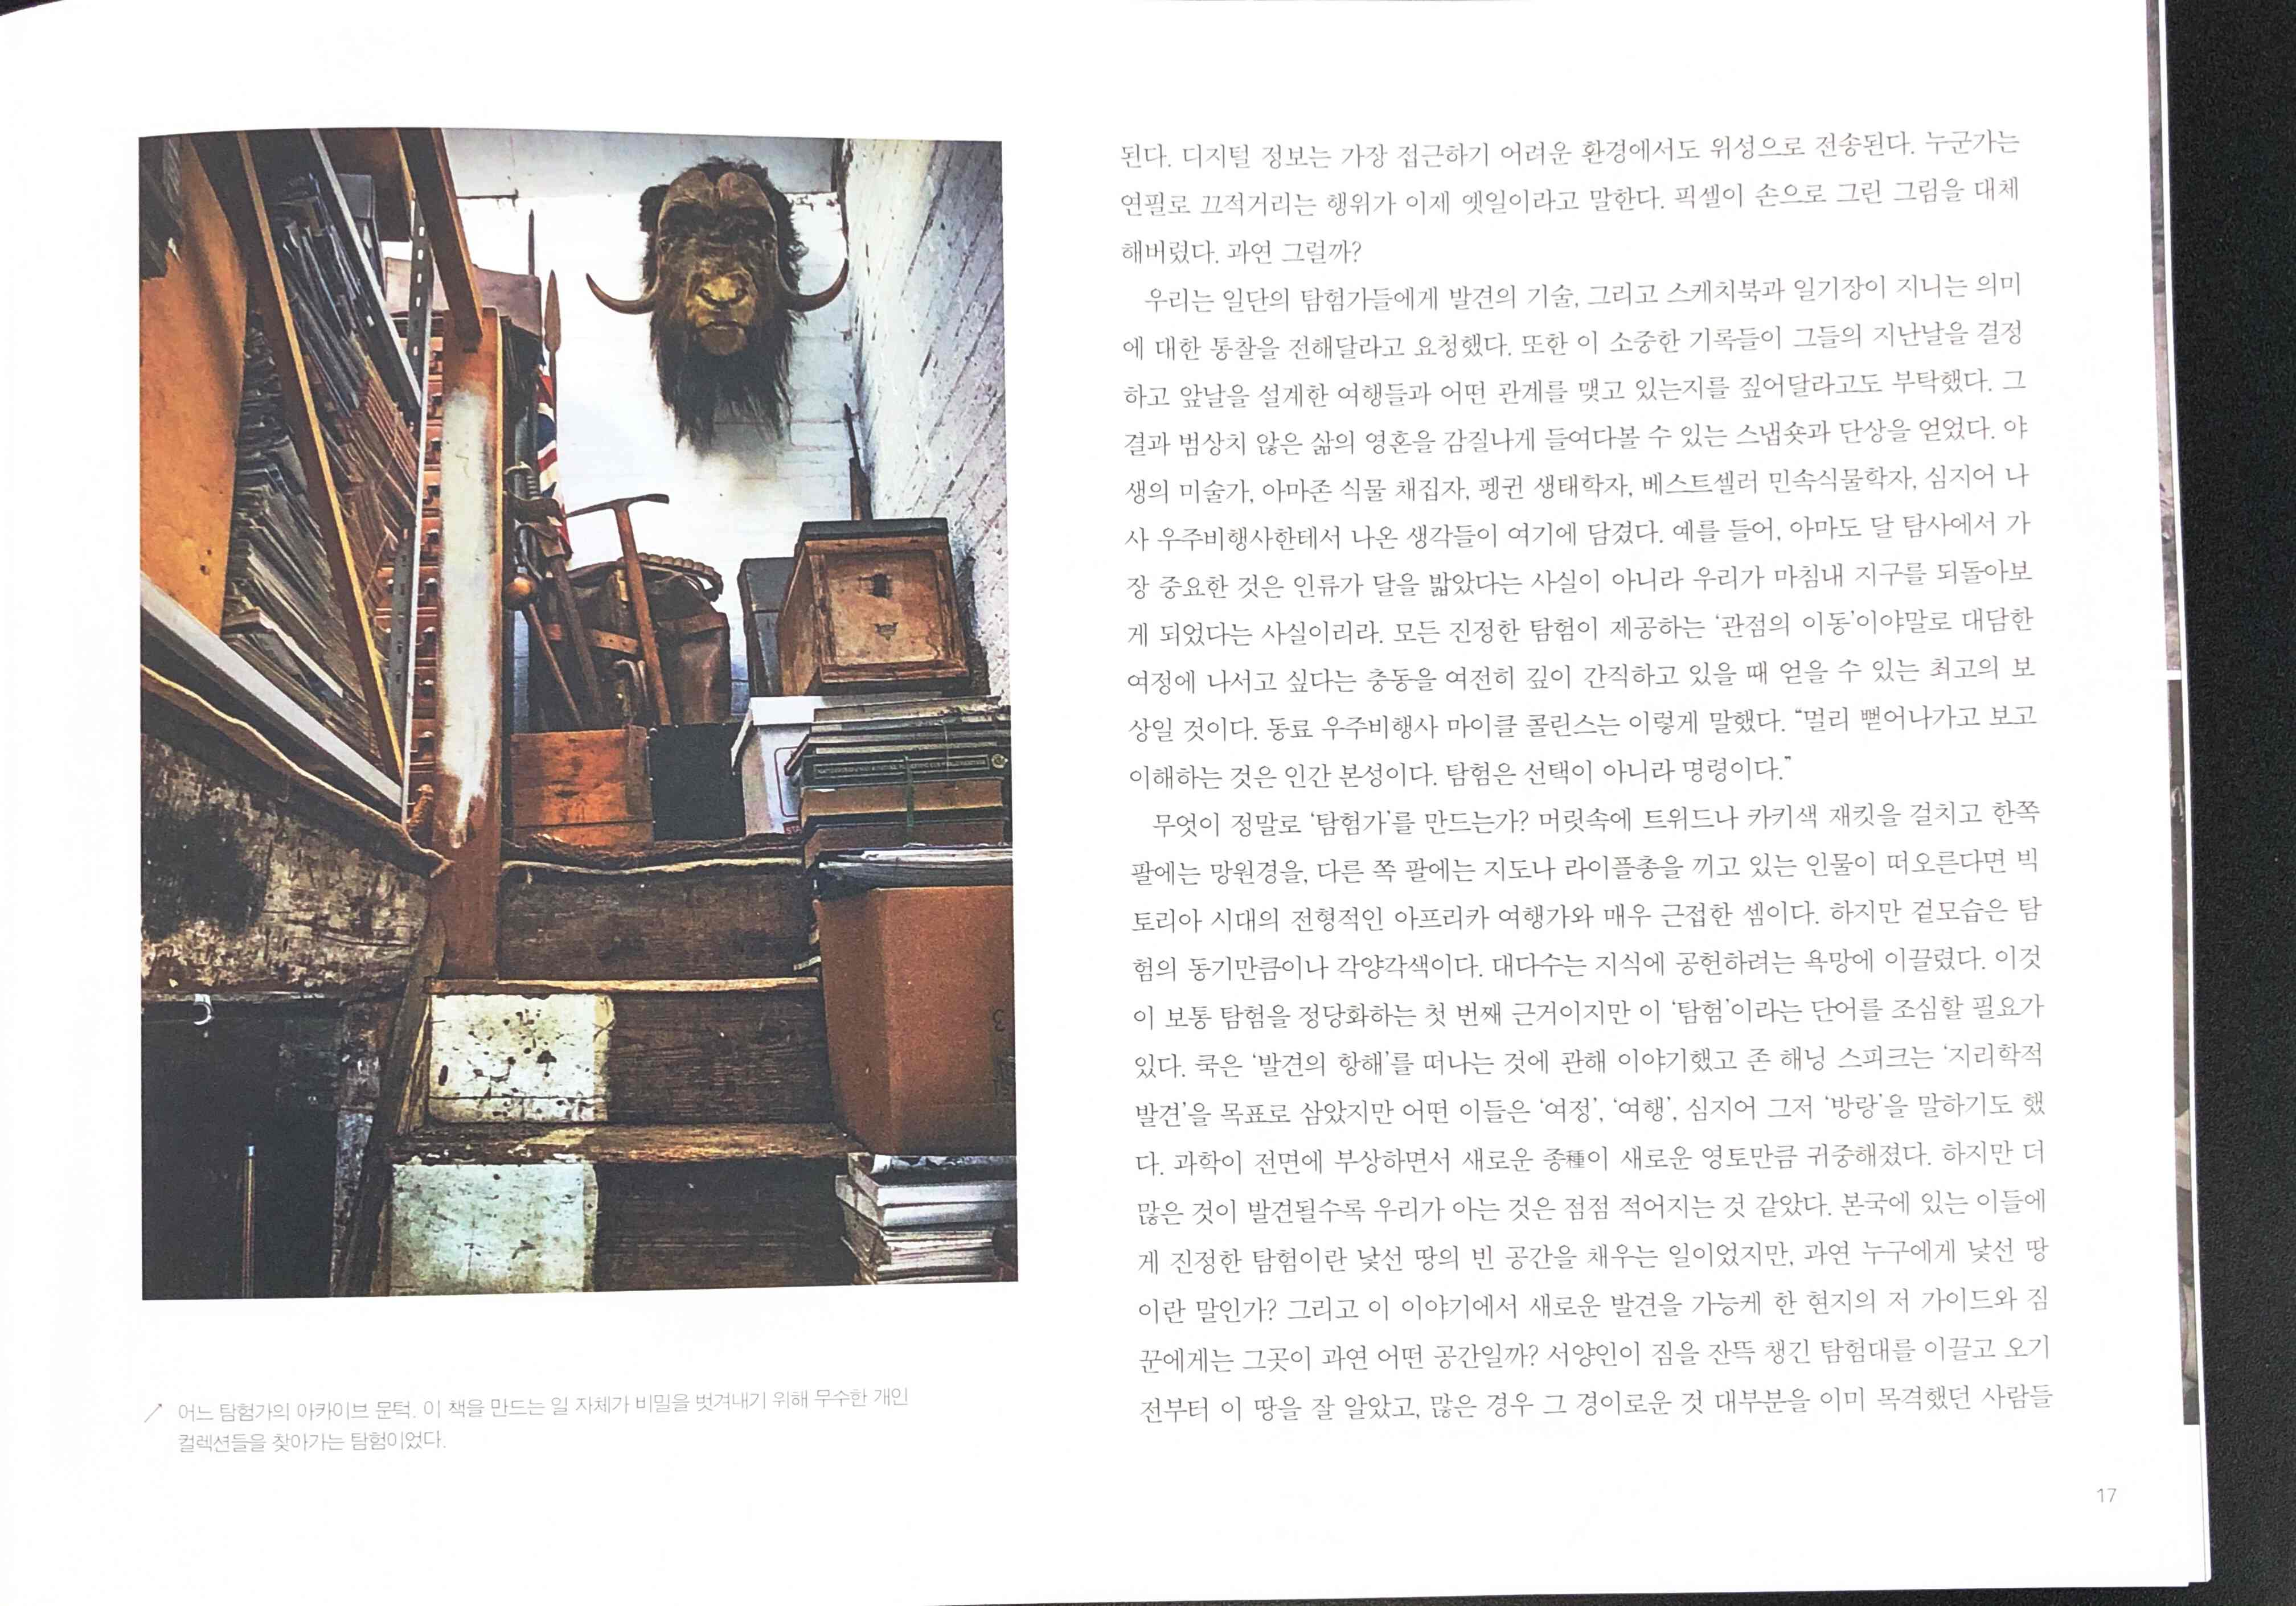 된다. 디지털 정보는 가장 접근하기 어려운 환경에서도 위성으로 전송된다. 누군가는
연필로 끄적거리는 행위가 이제 옛일이라고 말한다. 픽셀이 손으로 그린 그림을 대체
해버렸다. 과연 그럴까?
우리는 일단의 탐험가들에게 발견의 기술, 그리고 스케치북과 일기장이 지니는 의미
에 대한 통찰을 전해달라고 요청했다. 또한 이 소중한 기록들이 그들의 지난날을 결정
하고 앞날을 설계한 여행들과 어떤 관계를 맺고 있는지를 짚어달라고도 부탁했다. 그
결과 범상치 않은 삶의 영혼을 감질나게 들여다볼 수 있는 스냅숏과 단상을 얻었다. 야
생의 미술가, 아마존 식물 채집자, 펭귄 생태학자, 베스트셀러 민속식물학자, 심지어 나
사 우주비행사한테서 나온 생각들이 여기에 담겼다. 예를 들어, 아마도 달 탐사에서 가
장 중요한 것은 인류가 달을 밟았다는 사실이 아니라 우리가 마침내 지구를 되돌아보
게 되었다는 사실이리라. 모든 진정한 탐험이 제공하는 ‘관점의 이동’이야말로 대담한
여정에 나서고 싶다는 충동을 여전히 깊이 간직하고 있을 때 얻을 수 있는 최고의 보
상일 것이다. 동료 우주비행사 마이클 콜린스는 이렇게 말했다. “멀리 뻗어나가고 보고
이해하는 것은 인간 본성이다. 탐험은 선택이 아니라 명령이다.”
무엇이 정말로 ‘탐험가’를 만드는가? 머릿속에 트위드나 카키색 재킷을 걸치고 한쪽
팔에는 망원경을, 다른 쪽 팔에는 지도나 라이플총을 끼고 있는 인물이 떠오른다면 빅
토리아 시대의 전형적인 아프리카 여행가와 매우 근접한 셈이다. 하지만 겉모습은 탐
험의 동기만큼이나 각양각색이다. 대다수는 지식에 공헌하려는 욕망에 이끌렸다. 이것
이 보통 탐험을 정당화하는 첫 번째 근거이지만 이 ‘탐험’이라는 단어를 조심할 필요가
있다. 쿡은 ‘발견의 항해’를 떠나는 것에 관해 이야기했고 존 해닝 스피크는 ‘지리학적
발견’을 목표로 삼았지만 어떤 이들은 ‘여정’, ‘여행’, 심지어 그저 ‘방랑’을 말하기도 했
다. 과학이 전면에 부상하면서 새로운 종種이 새로운 영토만큼 귀중해졌다. 하지만 더
많은 것이 발견될수록 우리가 아는 것은 점점 적어지는 것 같았다. 본국에 있는 이들에
게 진정한 탐험이란 낯선 땅의 빈 공간을 채우는 일이었지만, 과연 누구에게 낯선 땅
이란 말인가? 그리고 이 이야기에서 새로운 발견을 가능케 한 현지의 저 가이드와 짐
꾼에게는 그곳이 과연 어떤 공간일까? 서양인이 짐을 잔뜩 챙긴 탐험대를 이끌고 오기
전부터 이 땅을 잘 알았고, 많은 경우 그 경이로운 것 대부분을 이미 목격했던 사람들
↗ 어느 탐험가의 아카이브 문턱. 이 책을 만드는 일 자체가 비밀을 벗겨내기 위해 무수한 개인
컬렉션들을 찾아가는 탐험이었다.
17